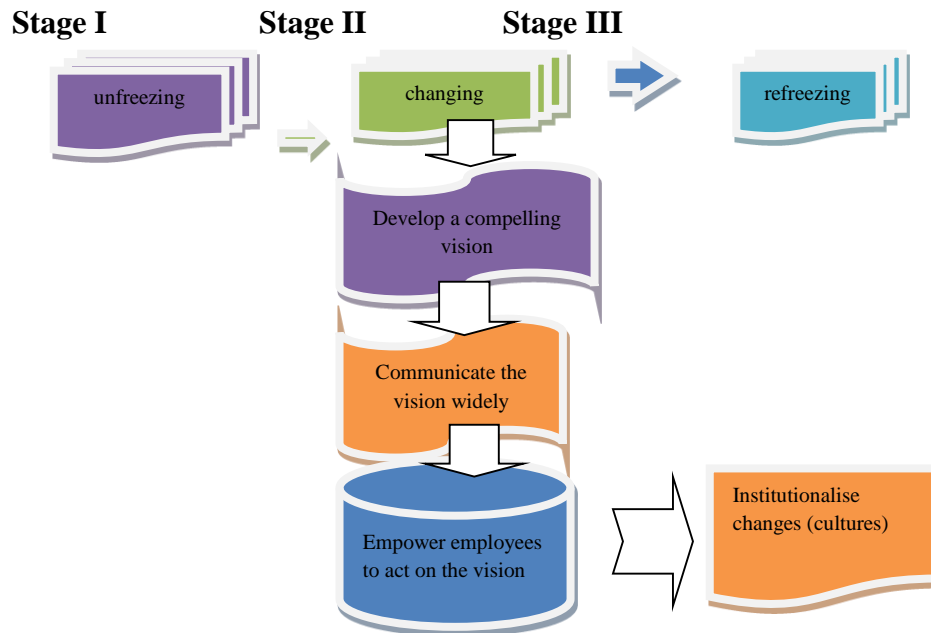 Stage I
Stage II
Stage III
unfreezing
changing
refreezing
Develop a compelling
vision
Communicate the
vision widely
Empower employees
to act on the vision
Institutionalise
changes (cultures)